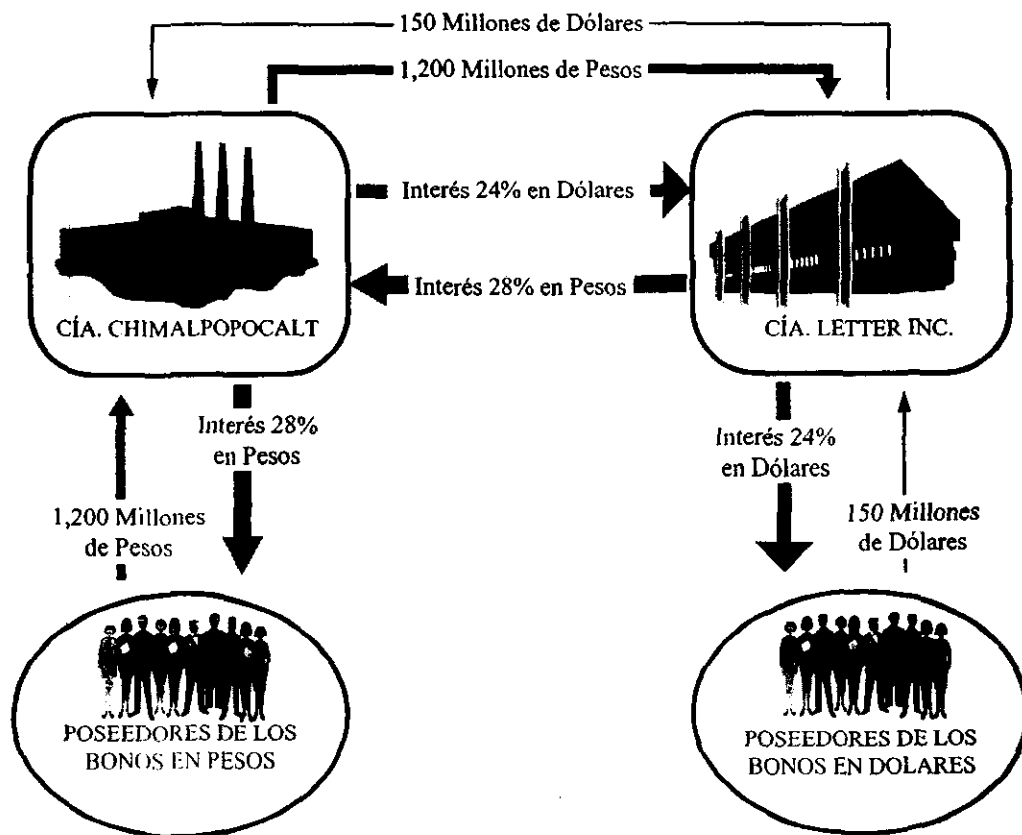 150 Millones de Dólares
1,200 Millones de Pesos
Interés 24% en Dólares
Interés 28% en Pesos
CÍA. CHIMALPOPOCALT
CÍA. LETTER INC.
Interés 28%
en Pesos
Interés 24%
en Dólares
1,200 Millones
de Pesos
150 Millones
de Dólares
POSEEDORES DE LOS
BONOS EN PESOS
POSEEDORES DE LOS
BONOS EN DOLARES